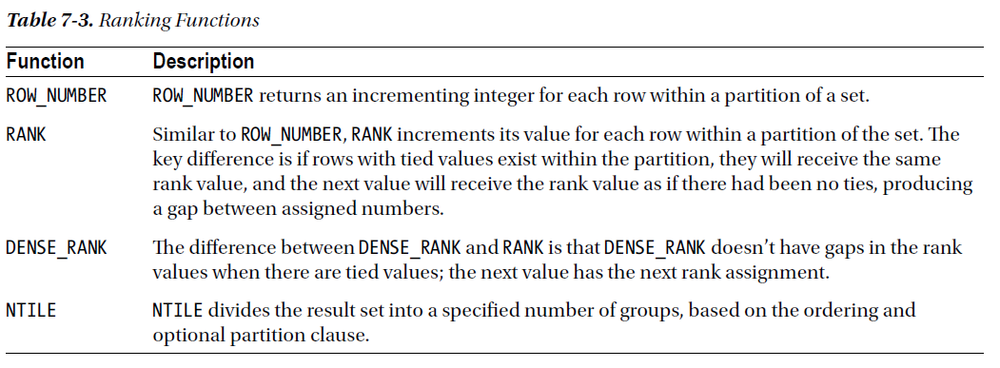 Table 7-3. Ranking Functions
Function Description
ROW_NUMBER ROW_NUMBER returns an incrementing integer for each row within a partition of a set.
RANK Similar to ROW_NUMBER, RANK increments its value for each row within a partition of the set. The
key difference is if rows with tied values exist within the partition, they will receive the same
rank value, and the next value will receive the rank value as if there had been no ties, producing
a gap between assigned numbers.
DENSE_RANK The difference between DENSE_RANK and RANK is that DENSE_RANK doesn’t have gaps in the rank
values when there are tied values; the next value has the next rank assignment.
NTILE NTILE divides the result set into a specified number of groups, based on the ordering and
optional partition clause.